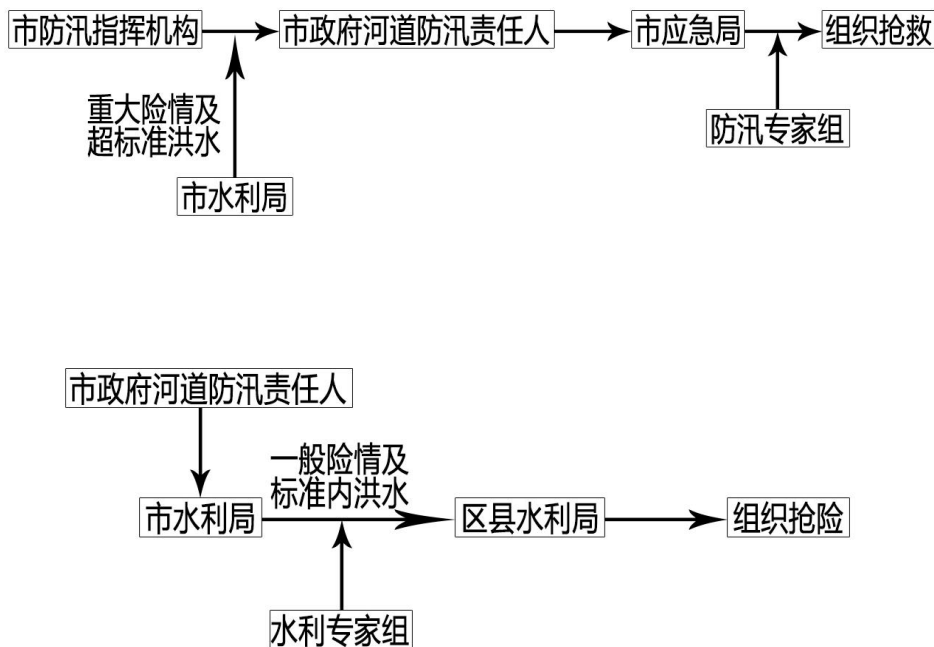 市防汛指挥机构
市政府河道防汛责任人
市应急局
组织抢救
重大险情及
超标准洪水
防汛专家组
市水利局
市政府河道防汛责任人
一般险情及
标准内洪水
市水利局
区县水利局
组织抢险
水利专家组